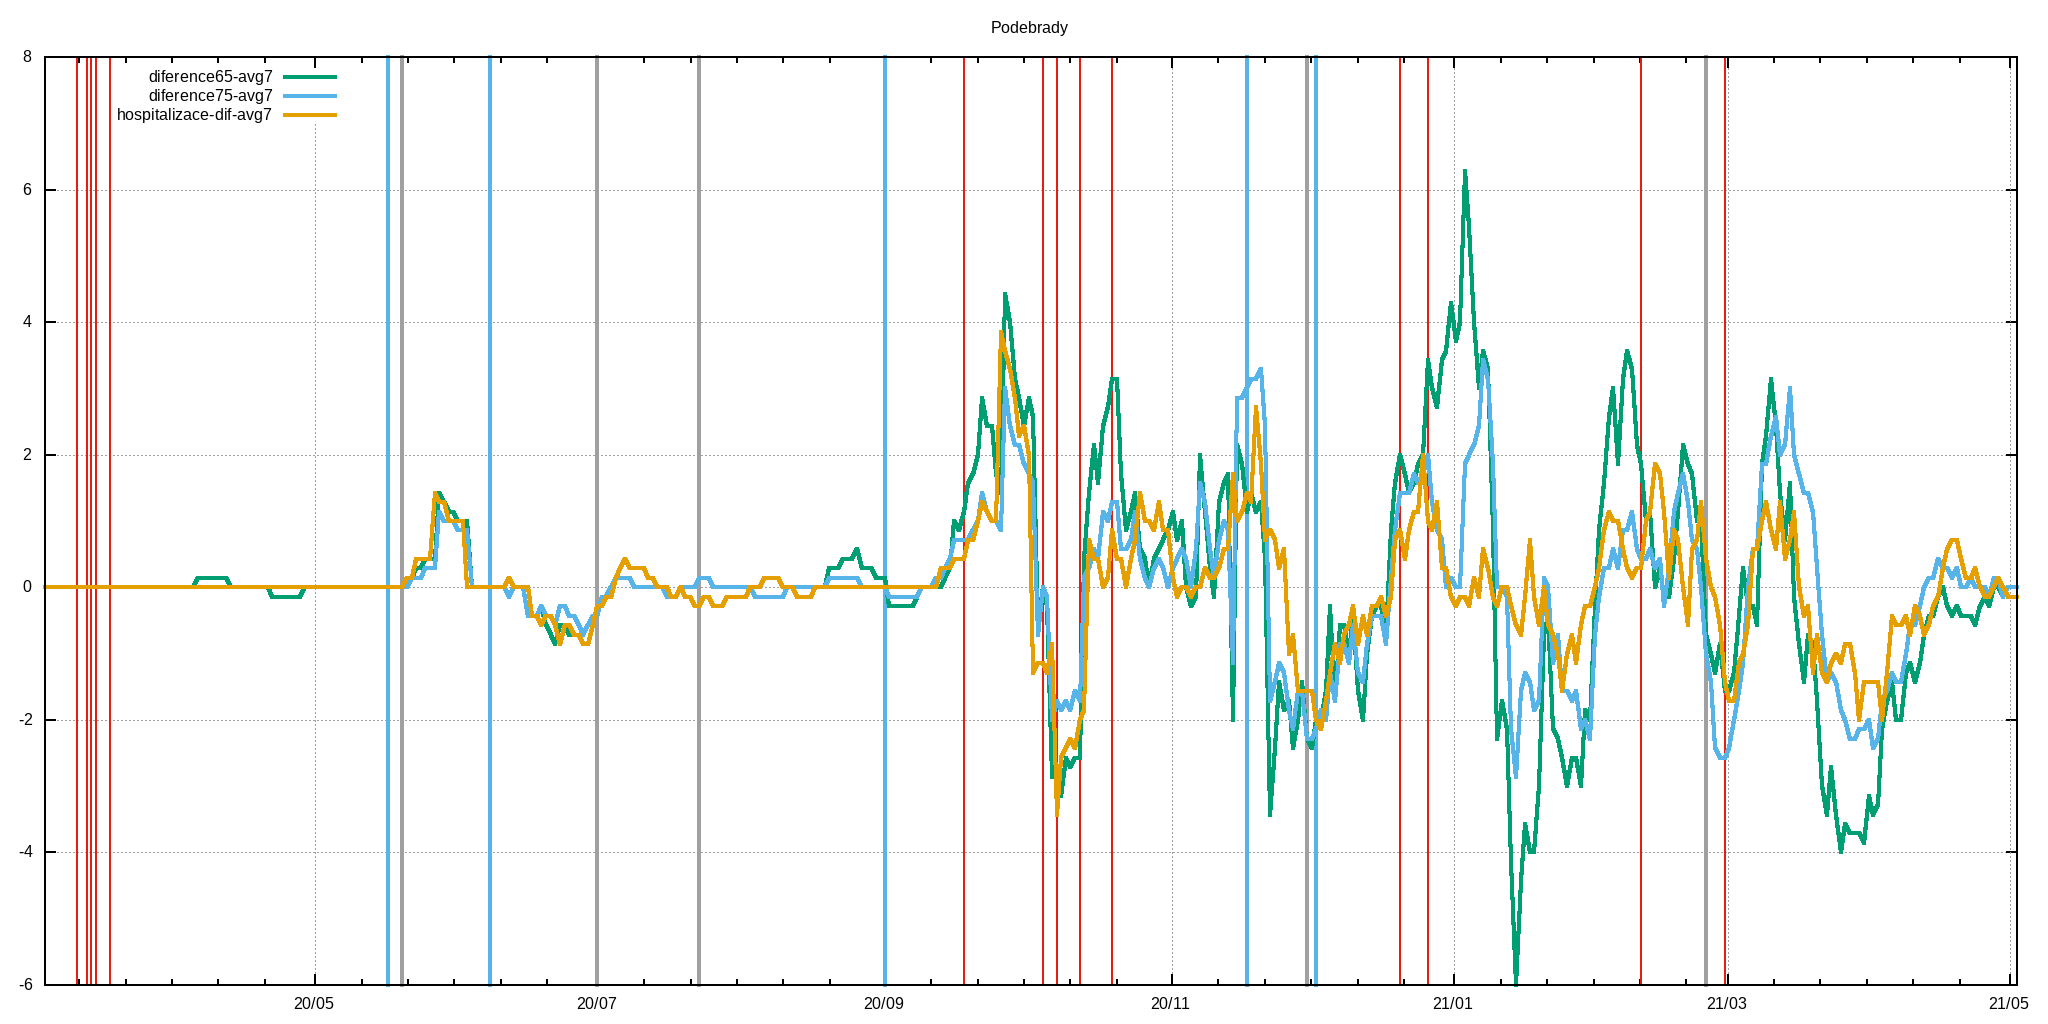 Podebrady
diference65-avg7
diference75-avg7
hospitalizace-dif-avg7
8
6
4
2
0
-2
-4
-6
20/05 20/07 20/09 20/11 21/01 21/03 21/05